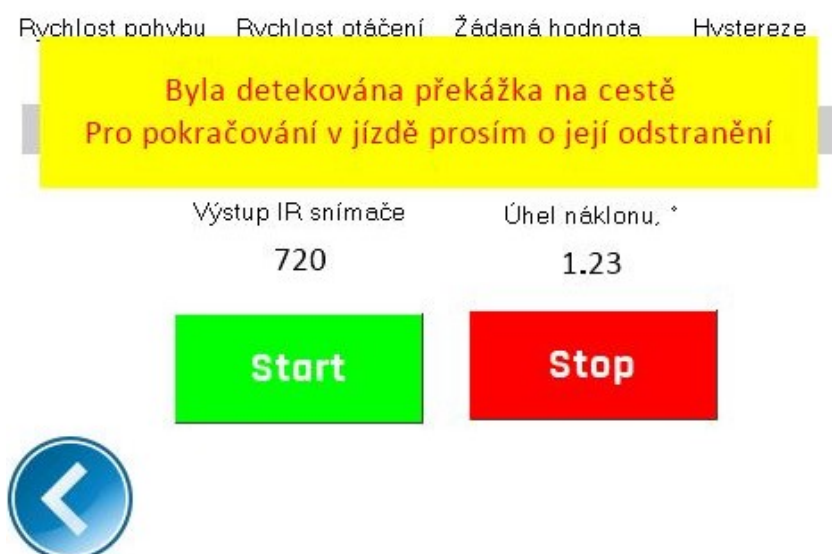 Rychlost pohybu Rychlost otáčení Žádaná hodnota Hystereze
Byla detekována překážka na cestě
Pro pokračování v jízdě prosím o její odstranění
Výstup IR snímače Úhel náklonu, °
720 1.23
Start Stop